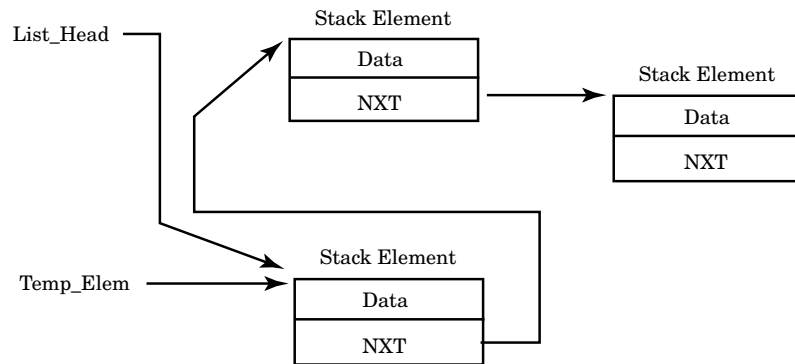 List_Head
Stack Element
Data
NXT
Stack Element
Data
NXT
Temp_Elem
Stack Element
Data
NXT